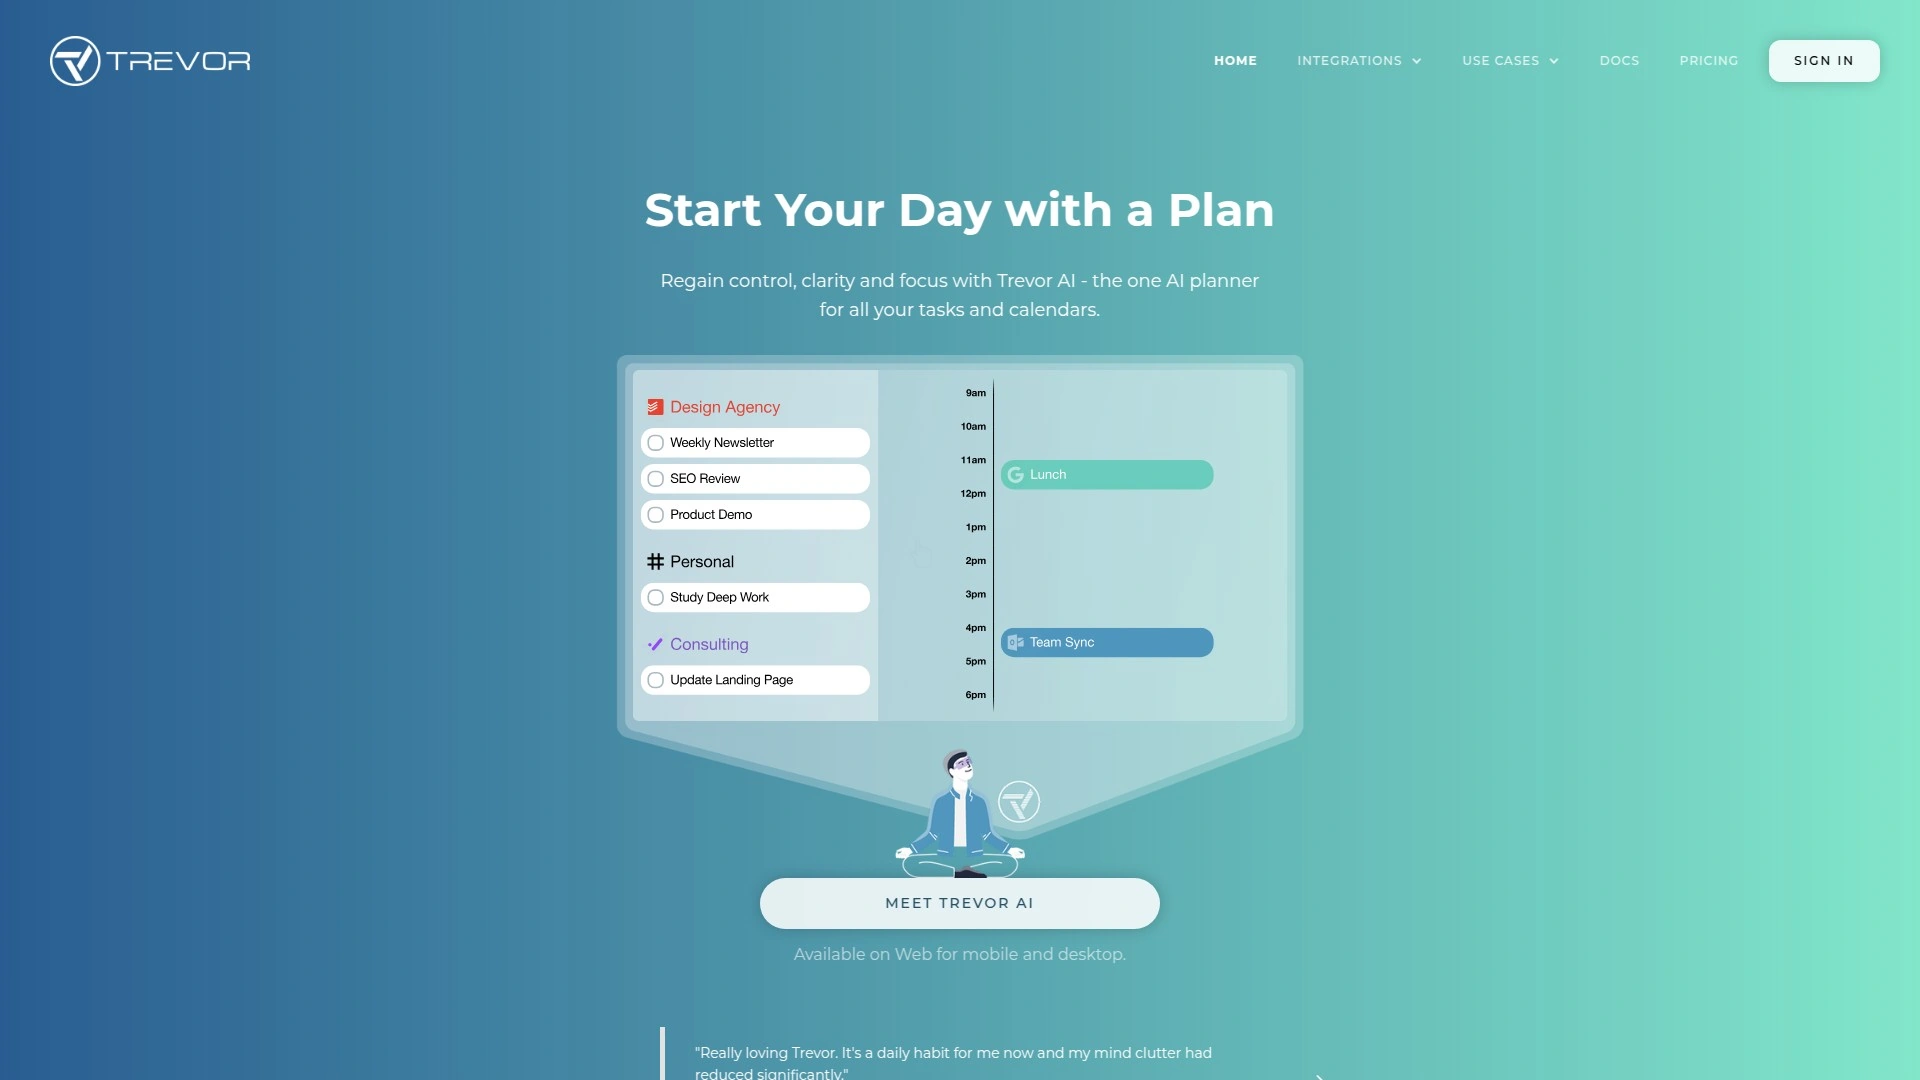 TREVOR
HOME
INTEGRATIONS
USE CASES
DOCS
PRICING
SIGN IN
Start Your Day with a Plan
Regain control, clarity and focus with Trevor AI - the one AI planner
for all your tasks and calendars.
Design Agency
Weekly Newsletter
SEO Review
Product Demo
Personal
Study Deep Work
Consulting
Update Landing Page
9am
10am
11am
Lunch
12pm
1pm
2pm
3pm
4pm
Team Sync
5pm
6pm
MEET TREVOR AI
Available on Web for mobile and desktop.
"Really loving Trevor. It's a daily habit for me now and my mind clutter had
reduced significantly."